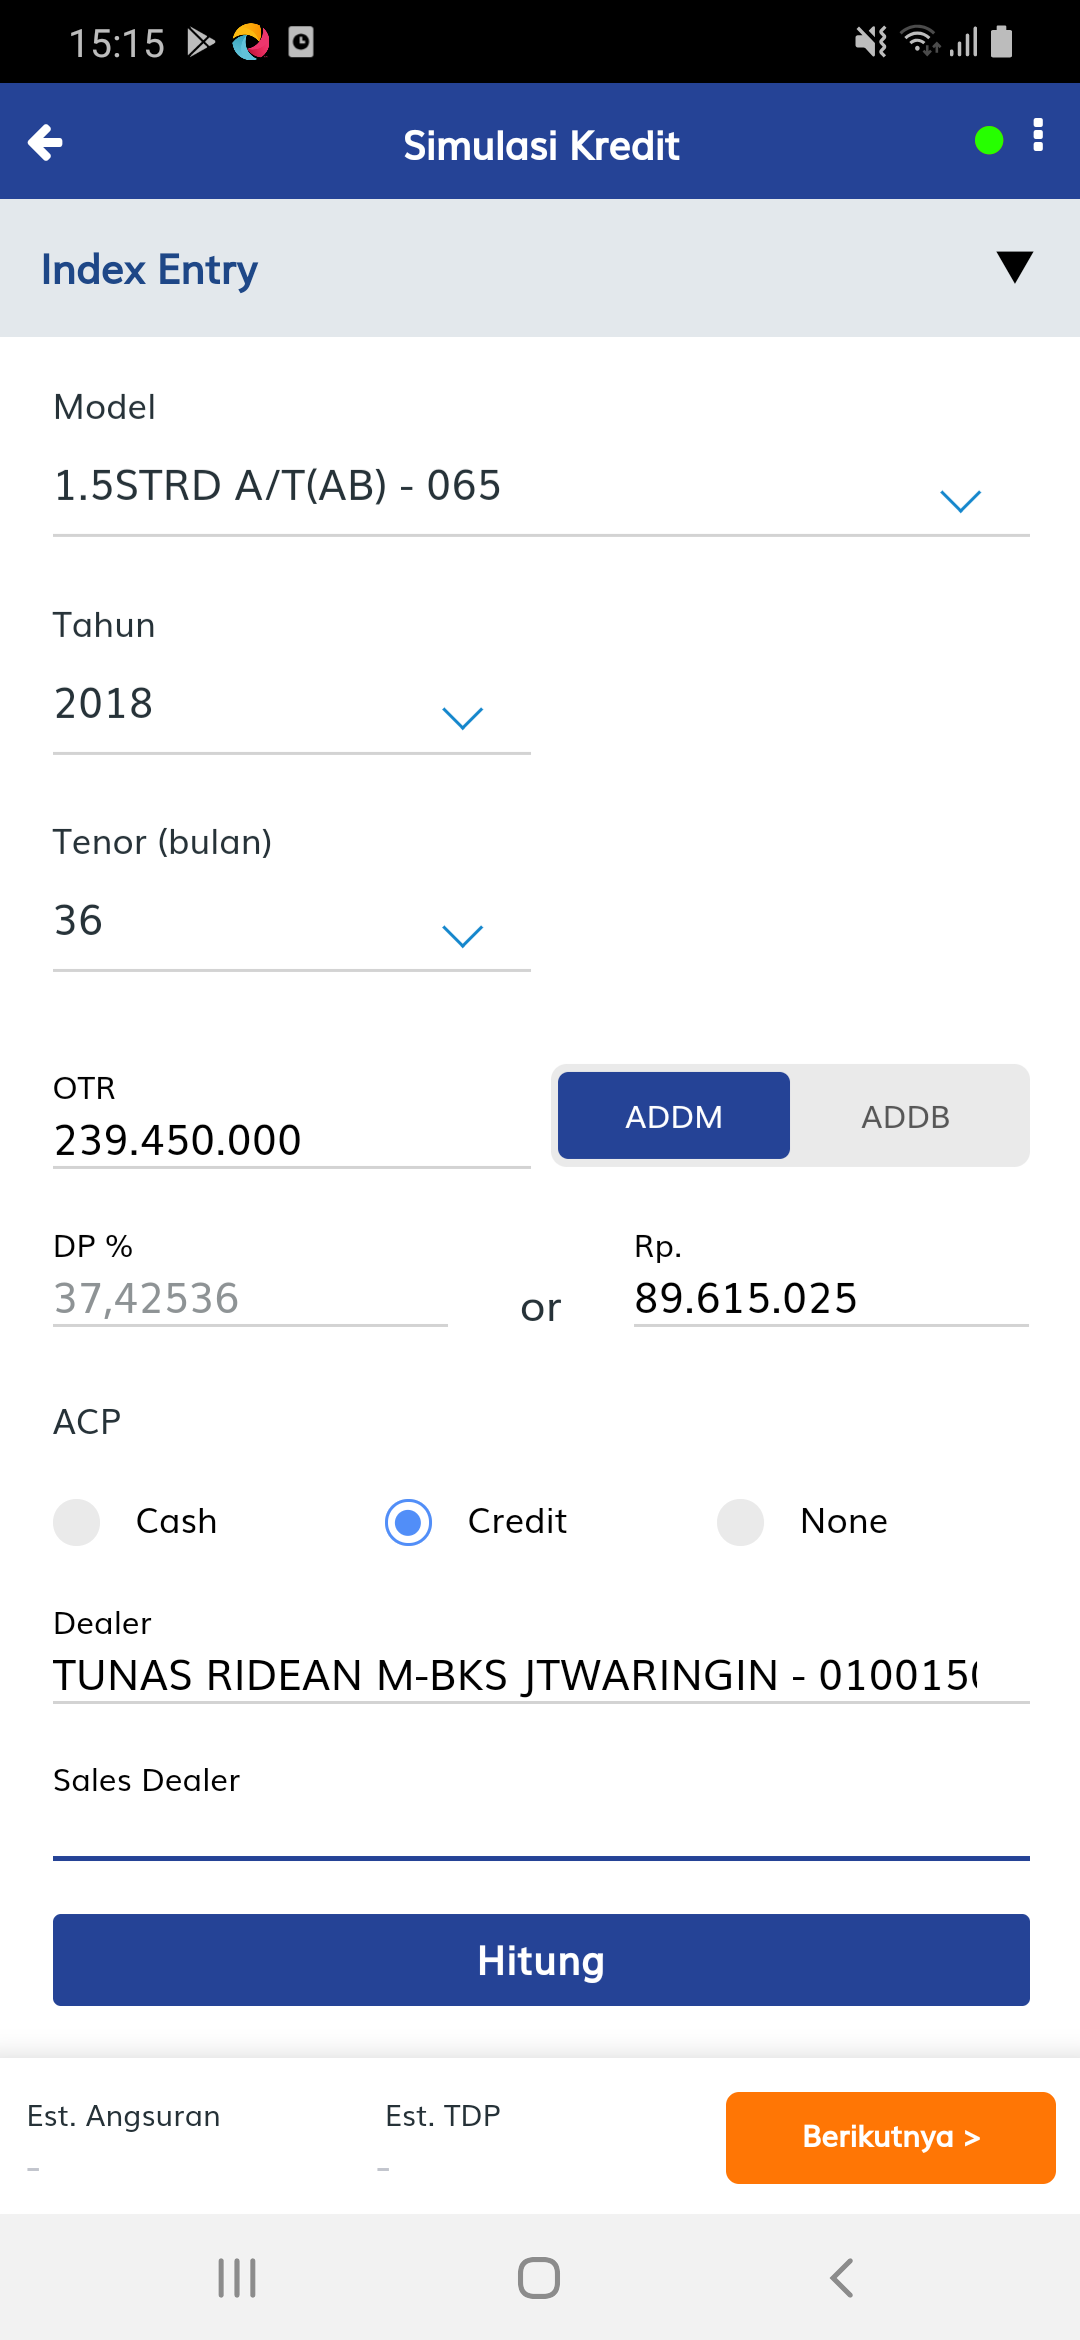 15:15
Simulasi Kredit
Index Entry
Model
1.5STRD A/T(AB) - 065
Tahun
2018
Tenor (bulan)
36
OTR
239.450.000
ADDM ADDB
DP %
37,42536
or
Rp.
89.615.025
ACP
Cash Credit None
Dealer
TUNAS RIDEAN M-BKS JTWARINGIN - 010015
Sales Dealer
Hitung
Est. Angsuran Est. TDP
- -
Berikutnya >